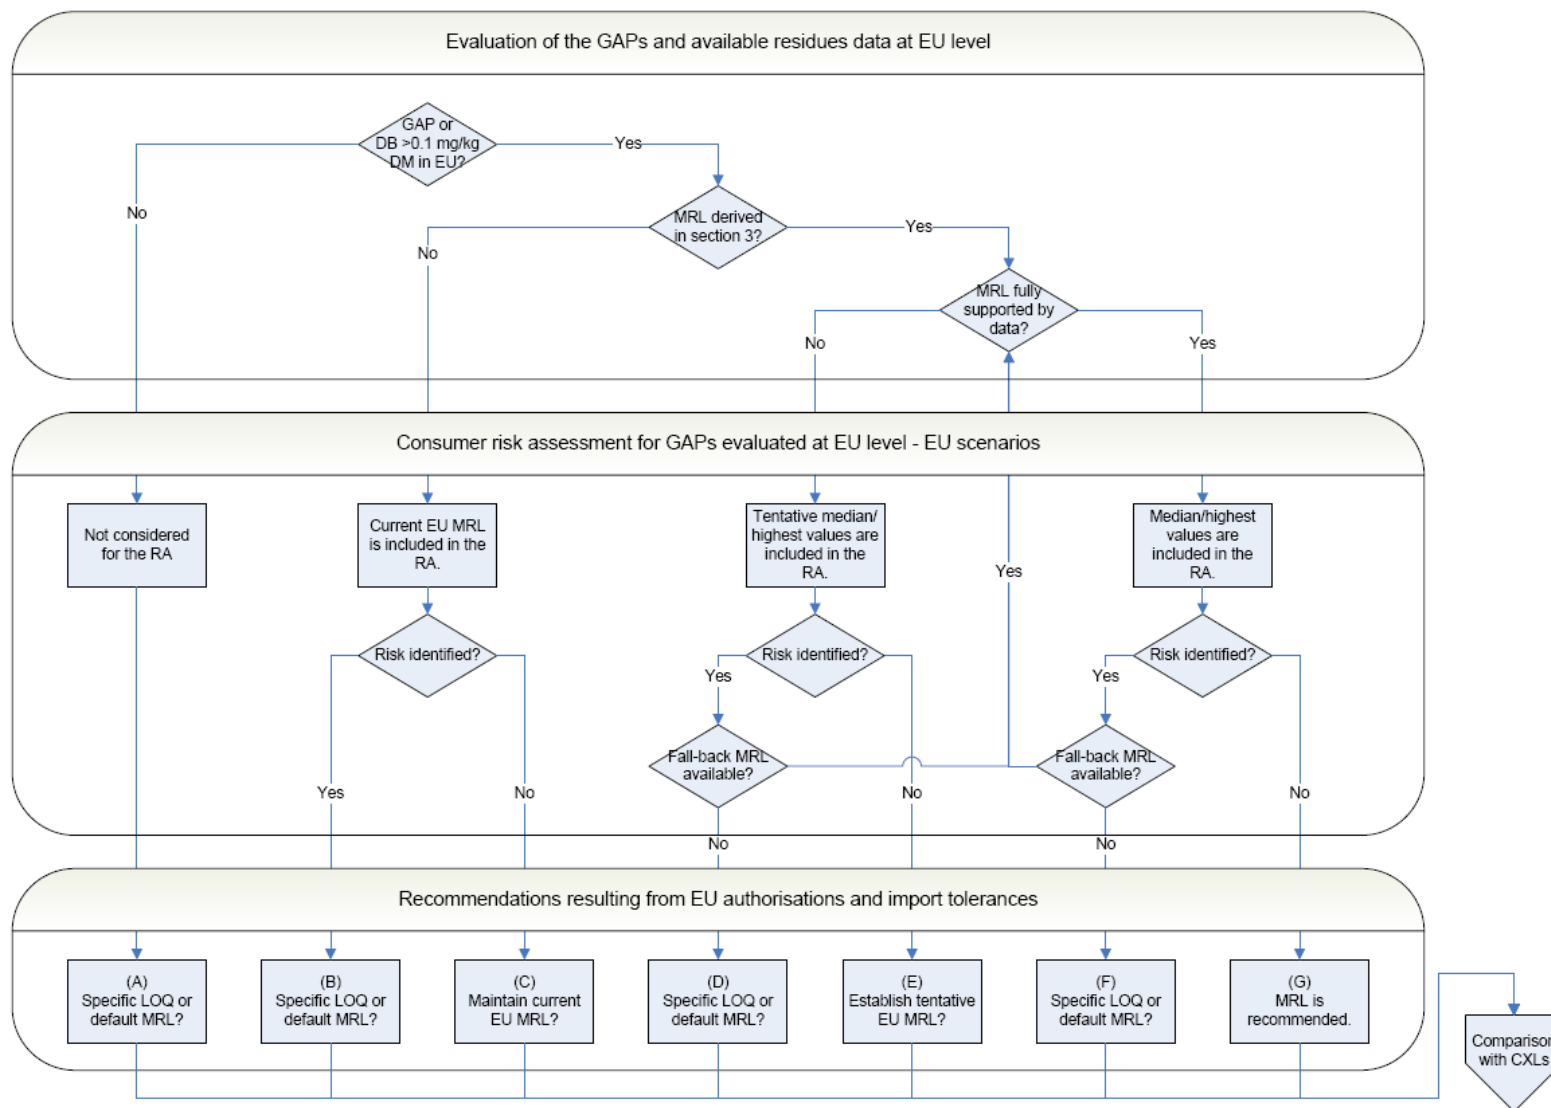 Evaluation of the GAPs and available residues data at EU level
GAP or
DB >0.1 mg/kg
DM in EU?
Yes
No
MRL derived
in section 3?
Yes
No
MRL fully
supported by
data?
No
Yes
Consumer risk assessment for GAPs evaluated at EU level - EU scenarios
Not considered
for the RA
Current EU MRL
is included in the
RA.
Tentative median/
highest values are
included in the
RA.
Median/highest
values are
included in the
RA.
Yes
Risk identified?
Risk identified?
Risk identified?
Yes
Yes
Fall-back MRL
available?
Fall-back MRL
available?
Yes
No
No
No
No
No
Recommendations resulting from EU authorisations and import tolerances
(A)
Specific LOQ or
default MRL?
(B)
Specific LOQ or
default MRL?
(C)
Maintain current
EU MRL?
(D)
Specific LOQ or
default MRL?
(E)
Establish tentative
EU MRL?
(F)
Specific LOQ or
default MRL?
(G)
MRL is
recommended.
Comparison
with CXLs